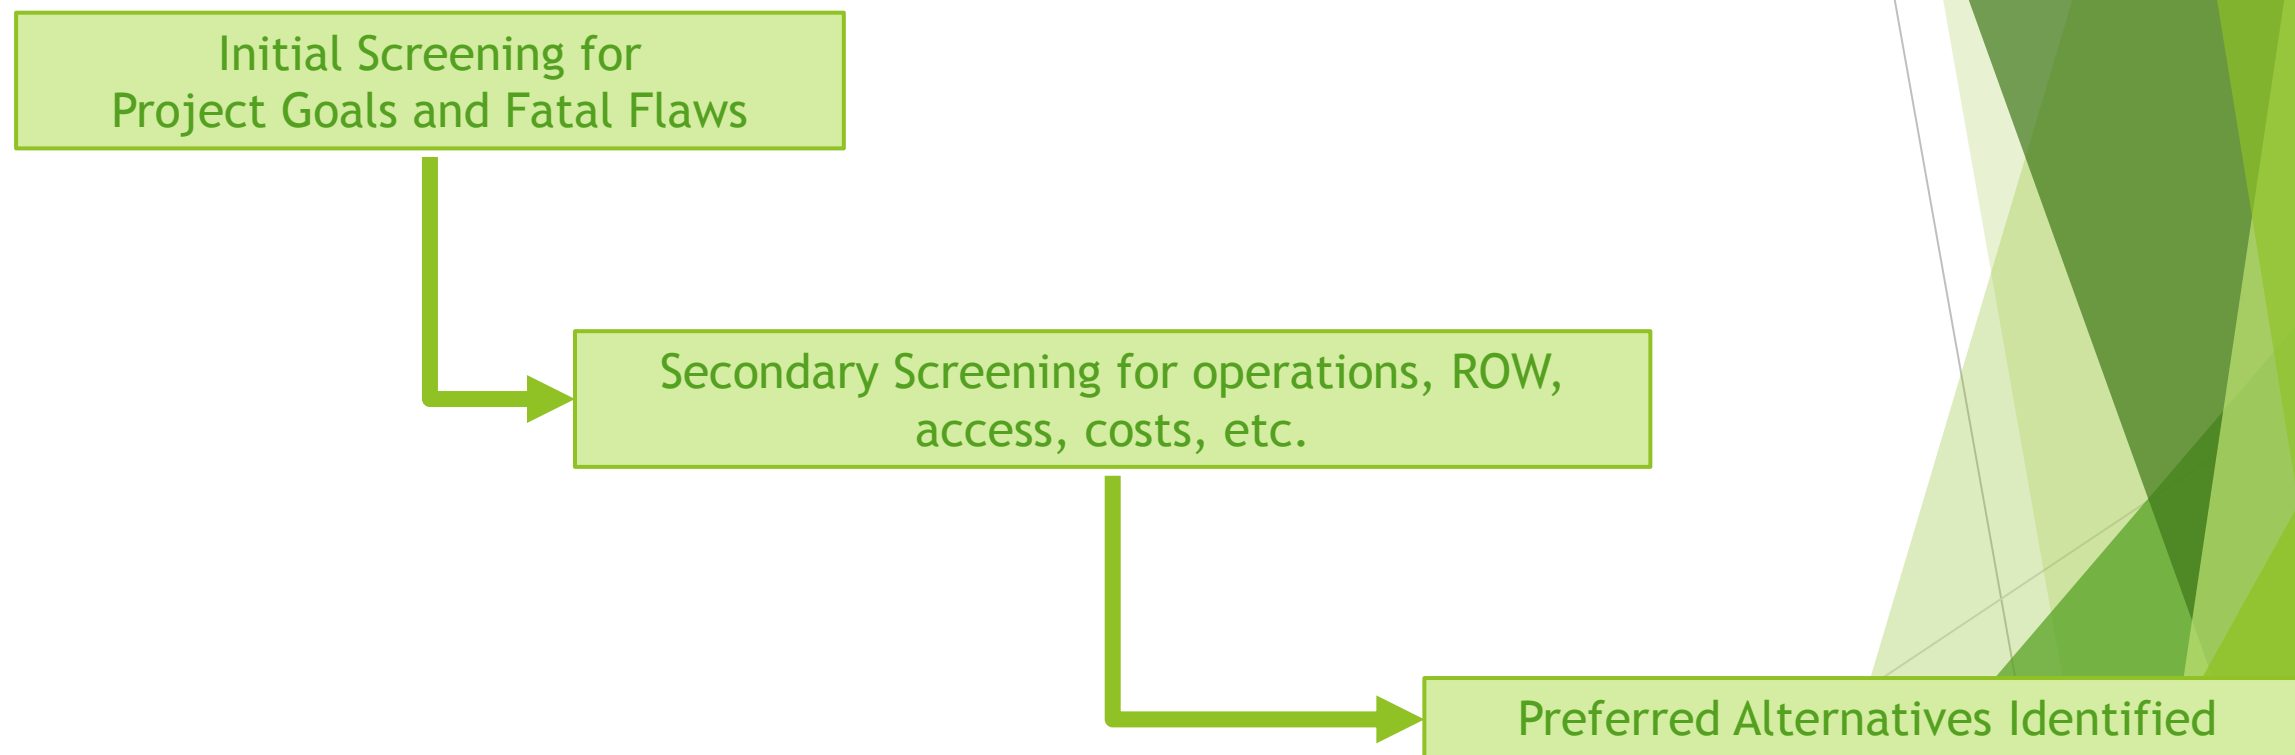 Initial Screening for
Project Goals and Fatal Flaws
Secondary Screening for operations, ROW,
access, costs, etc.
Preferred Alternatives Identified